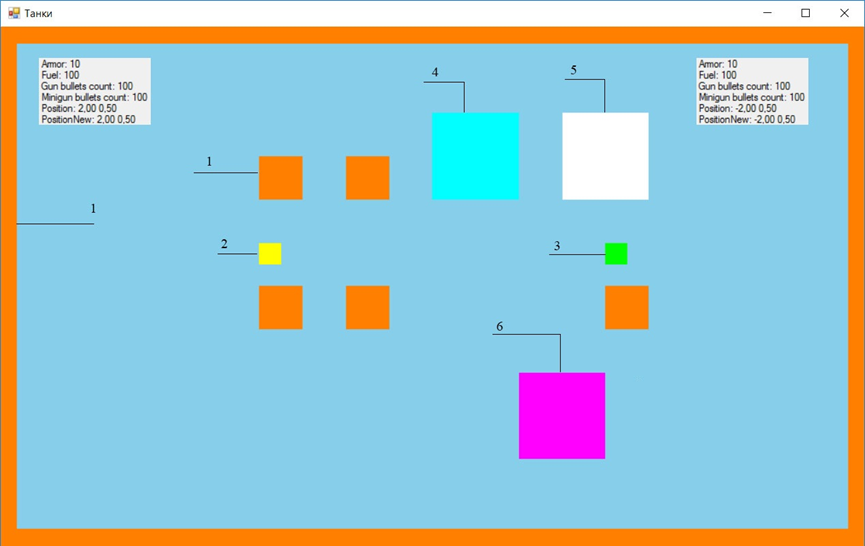 Танки
Armor: 10
Fuel: 100
Gun bullets count: 100
Minigun bullets count: 100
Position: 2,00 0,50
PositionNew: 2,00 0,50
Armor: 10
Fuel: 100
Gun bullets count: 100
Minigun bullets count: 100
Position: -2,00 0,50
PositionNew: -2,00 0,50
4
5
1
1
2
3
6